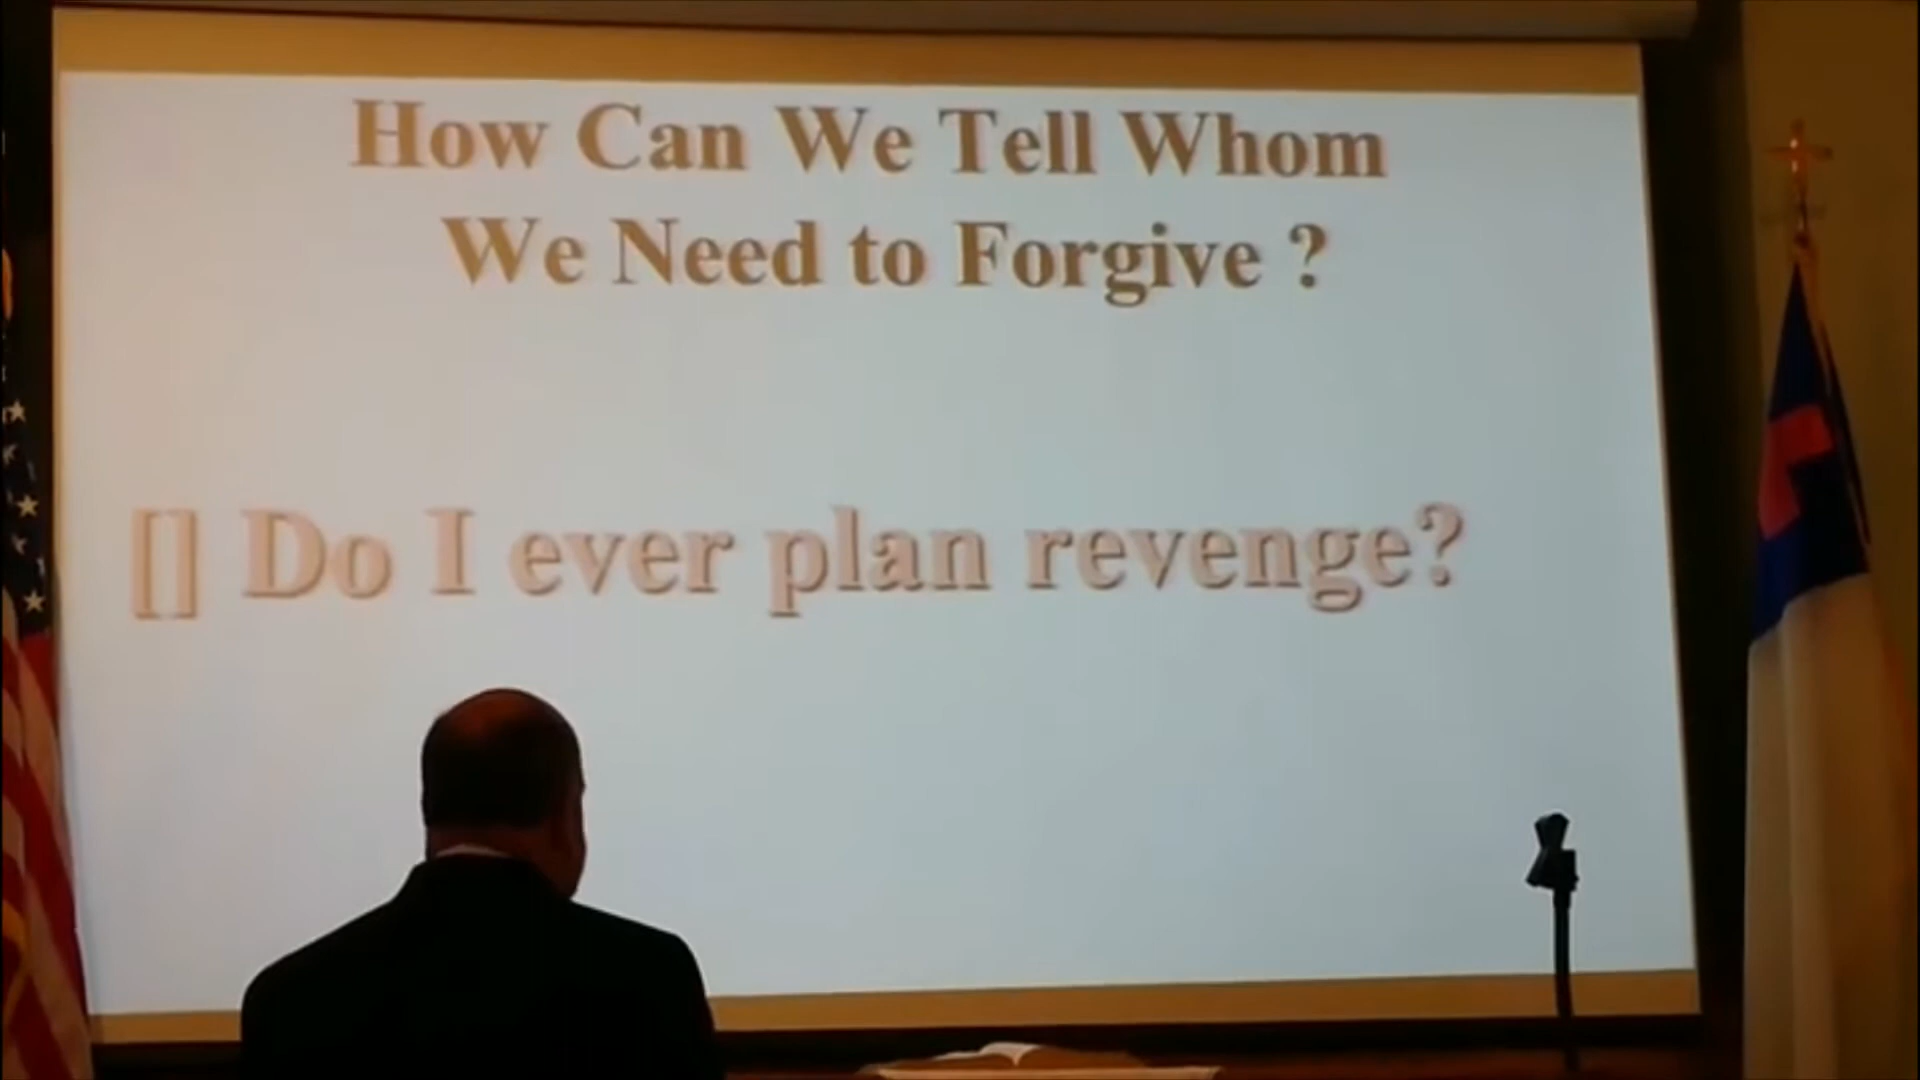 How Can We Tell Whom
We Need to Forgive ?
[] Do I ever plan revenge?